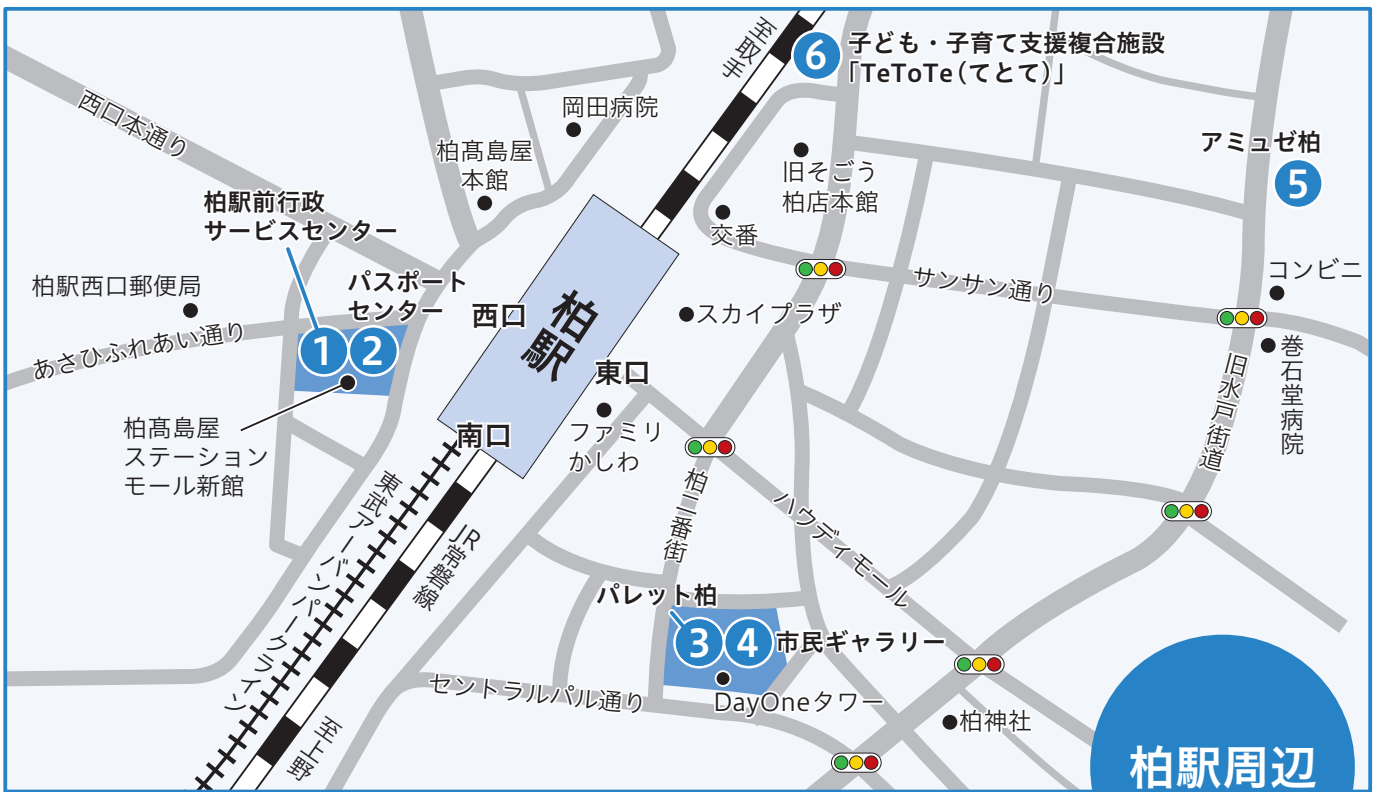 至取手
6
子ども・子育て支援複合施設
「TeToTe(てとて)」
西口本通り
岡田病院
柏髙島屋
本館
旧そごう
柏店本館
アミュゼ柏
5
柏駅前行政
サービスセンター
交番
サンサン通り
コンビニ
柏駅西口郵便局
パスポート
センター
西口
柏駅
スカイプラザ
あさひふれあい通り
1
2
東口
巻石堂病院
旧水戸街道
柏髙島屋
ステーション
モール新館
南口
ファミリ
かしわ
柏二番街
ハウディモール
東武アーバンパークライン
JR常磐線
パレット柏
3
4
市民ギャラリー
セントラルパル通り
DayOneタワー
柏神社
至上野
柏駅周辺